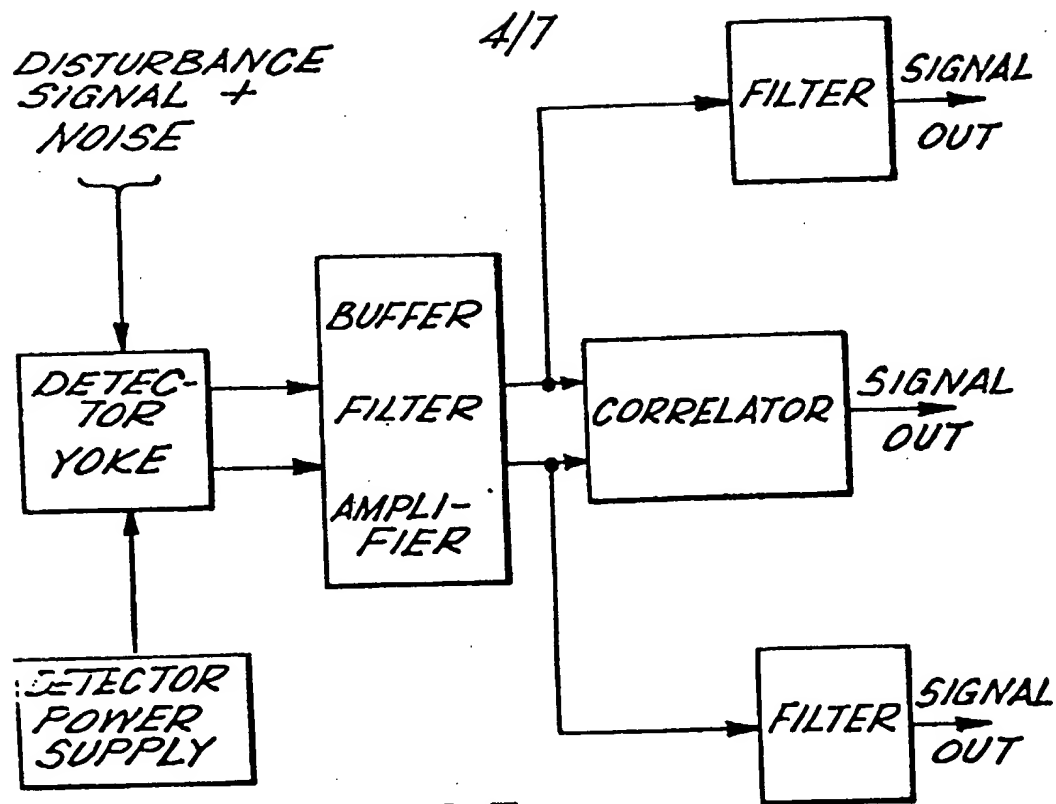 4/7
DISTURBANCE
SIGNAL +
NOISE
DETEC-
TOR
YOKE
DETECTOR
POWER
SUPPLY
BUFFER
FILTER
AMPLI-
FIER
FILTER
SIGNAL
OUT
CORRELATOR
SIGNAL
OUT
FILTER
SIGNAL
OUT